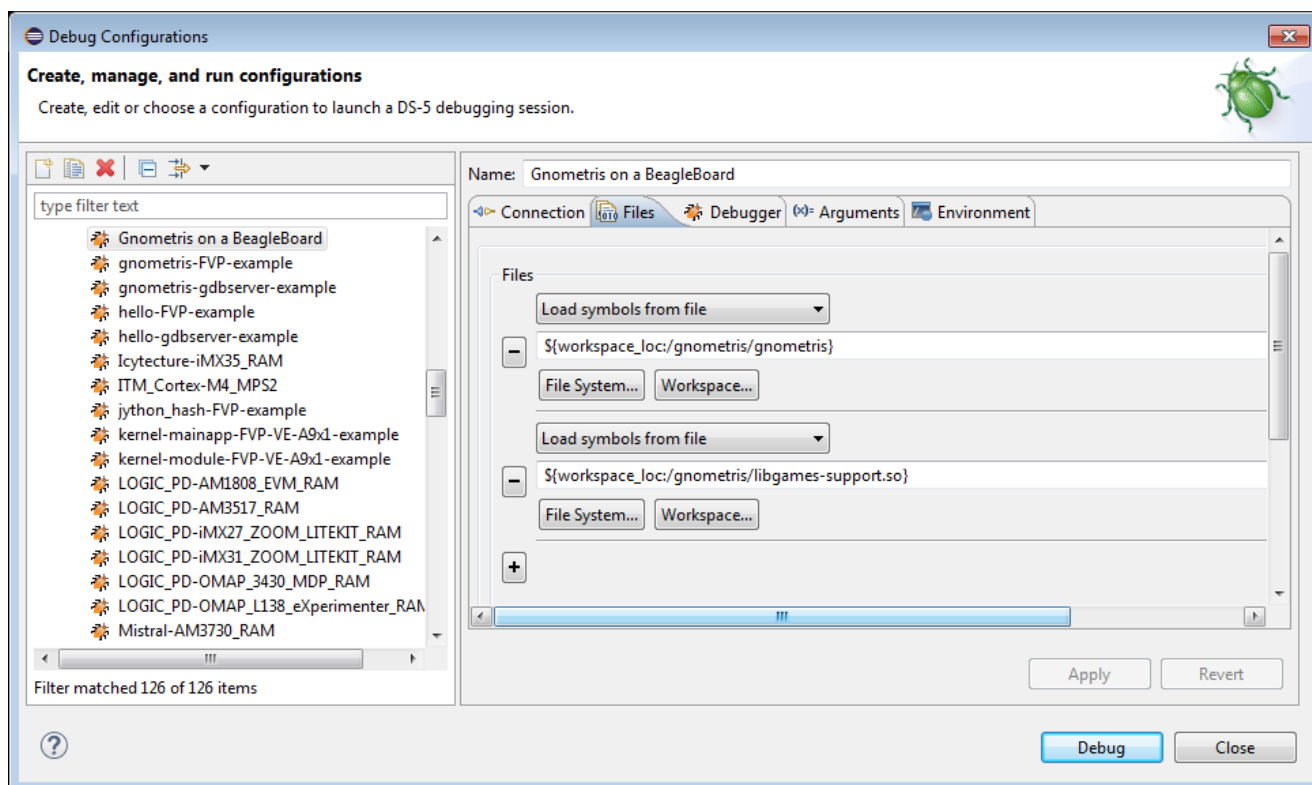 Debug Configurations
Create, manage, and run configurations
Create, edit or choose a configuration to launch a DS-5 debugging session.
type filter text
Gnometris on a BeagleBoard
gnometris-FVP-example
gnometris-gdbserver-example
hello-FVP-example
hello-gdbserver-example
Icytecture-iMX35_RAM
ITM_Cortex-M4_MPS2
jython_hash-FVP-example
kernel-mainapp-FVP-VE-A9x1-example
kernel-module-FVP-VE-A9x1-example
LOGIC_PD-AM1808_EVM_RAM
LOGIC_PD-AM3517_RAM
LOGIC_PD-iMX27_ZOOM_LITEKIT_RAM
LOGIC_PD-iMX31_ZOOM_LITEKIT_RAM
LOGIC_PD-OMAP_3430_MDP_RAM
LOGIC_PD-OMAP_L138_eXperimenter_RAM
Mistral-AM3730_RAM
Filter matched 126 of 126 items
Name: Gnometris on a BeagleBoard
Connection Files Debugger (x)= Arguments Environment
Files
Load symbols from file
${workspace_loc:/gnometris/gnometris}
File System... Workspace...
Load symbols from file
${workspace_loc:/gnometris/libgames-support.so}
File System... Workspace...
Apply Revert
Debug Close